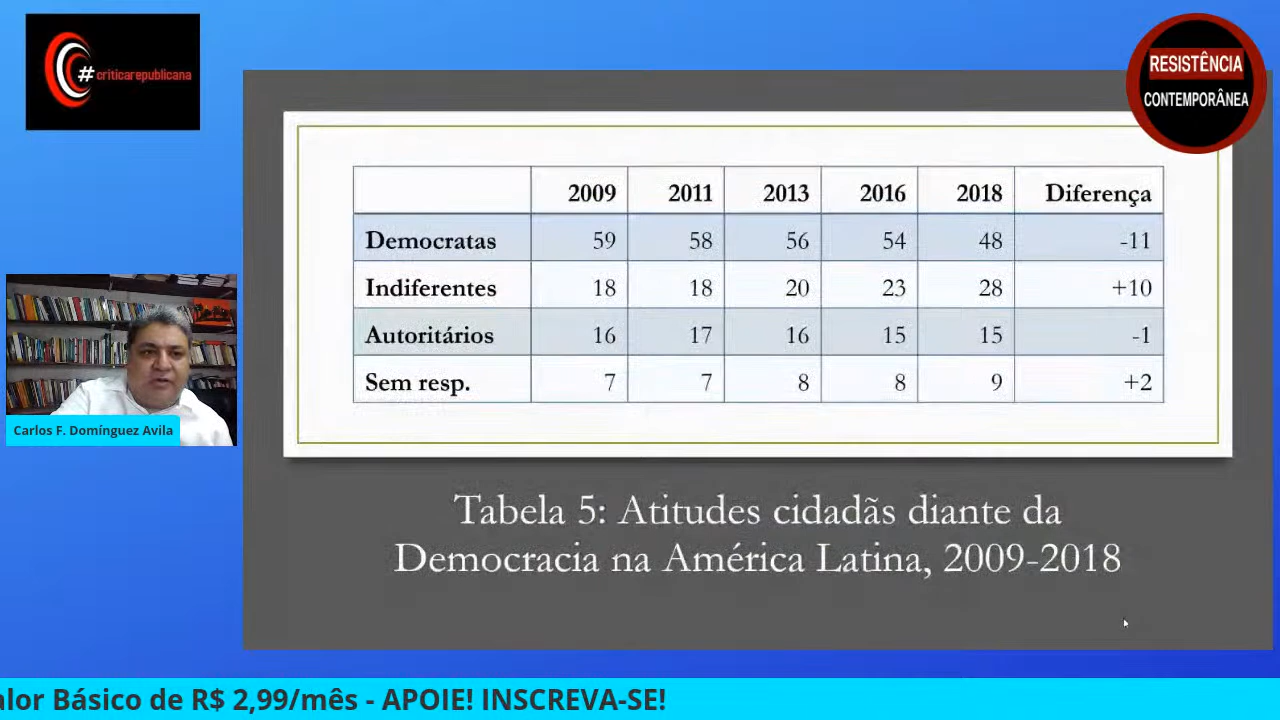 #criticarepublicana
RESISTÊNCIA
CONTEMPORÂNEA
2009 2011 2013 2016 2018 Diferença
Democratas 59 58 56 54 48 -11
Indiferentes 18 18 20 23 28 +10
Autoritários 16 17 16 15 15 -1
Sem resp. 7 7 8 8 9 +2
Carlos F. Domínguez Avila
Tabela 5: Atitudes cidadãs diante da
Democracia na América Latina, 2009-2018
alor Básico de R$ 2,99/mês - APOIE! INSCREVA-SE!